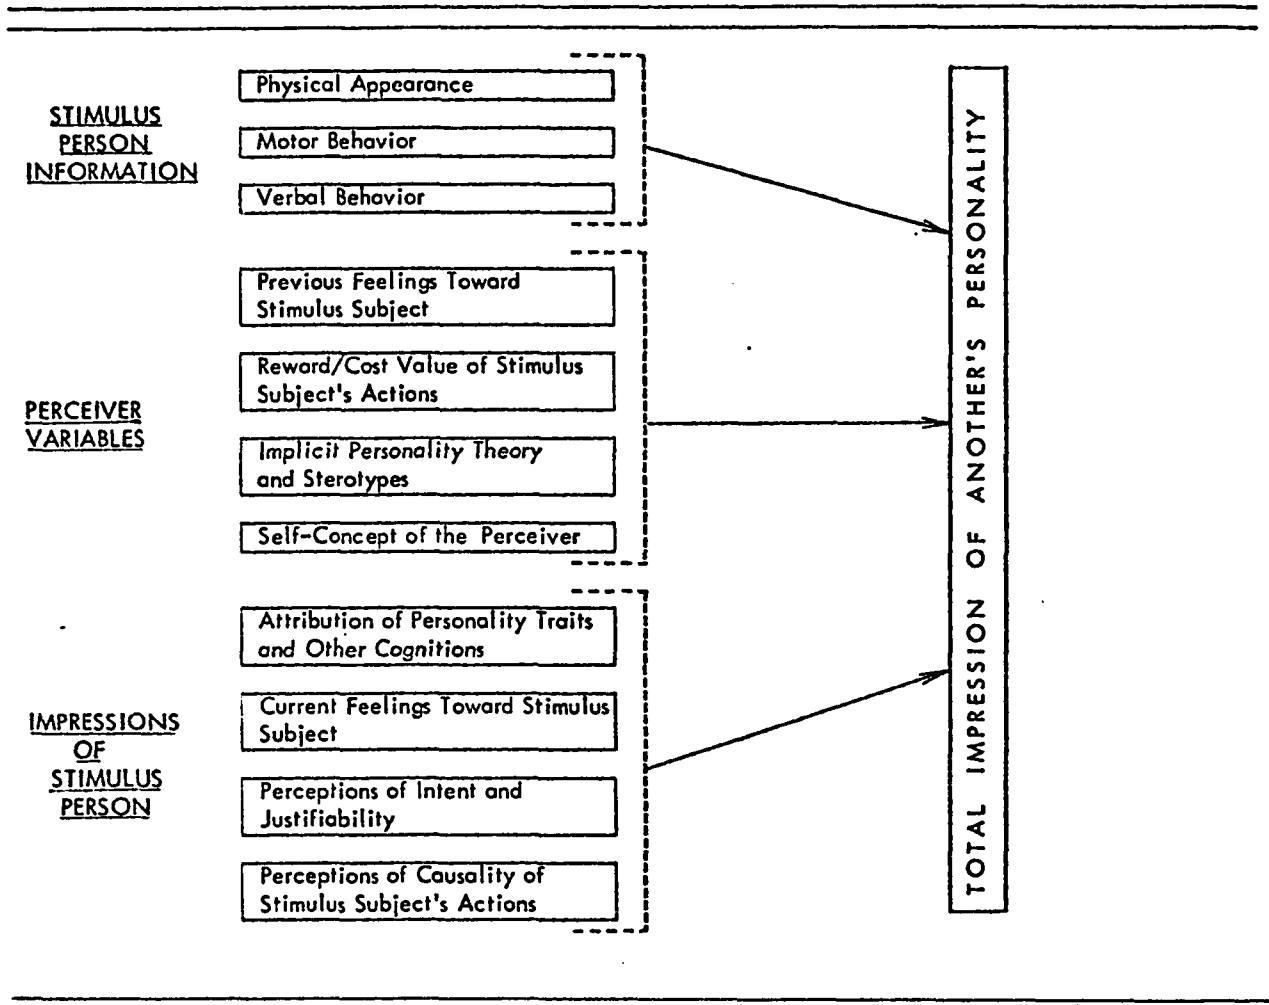 STIMULUS
PERSON
INFORMATION
Physical Appearance
Motor Behavior
Verbal Behavior
PERCEIVER
VARIABLES
Previous Feelings Toward
Stimulus Subject
Reward/Cost Value of Stimulus
Subject's Actions
Implicit Personality Theory
and Sterotypes
Self-Concept of the Perceiver
IMPRESSIONS
OF
STIMULUS
PERSON
Attribution of Personality Traits
and Other Cognitions
Current Feelings Toward Stimulus
Subject
Perceptions of Intent and
Justifiability
Perceptions of Causality of
Stimulus Subject's Actions
TOTAL IMPRESSION OF ANOTHER'S PERSONALITY